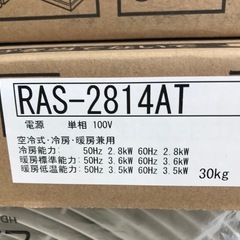 RAS-2814AT
電源 単相 100V
空冷式・冷房・暖房兼用
冷房能力: 50Hz 2.8kW 60Hz 2.8kW
暖房標準能力: 50Hz 3.6kW 60Hz 3.6kW
暖房低温能力: 50Hz 3.5kW 60Hz 3.5kW
30kg